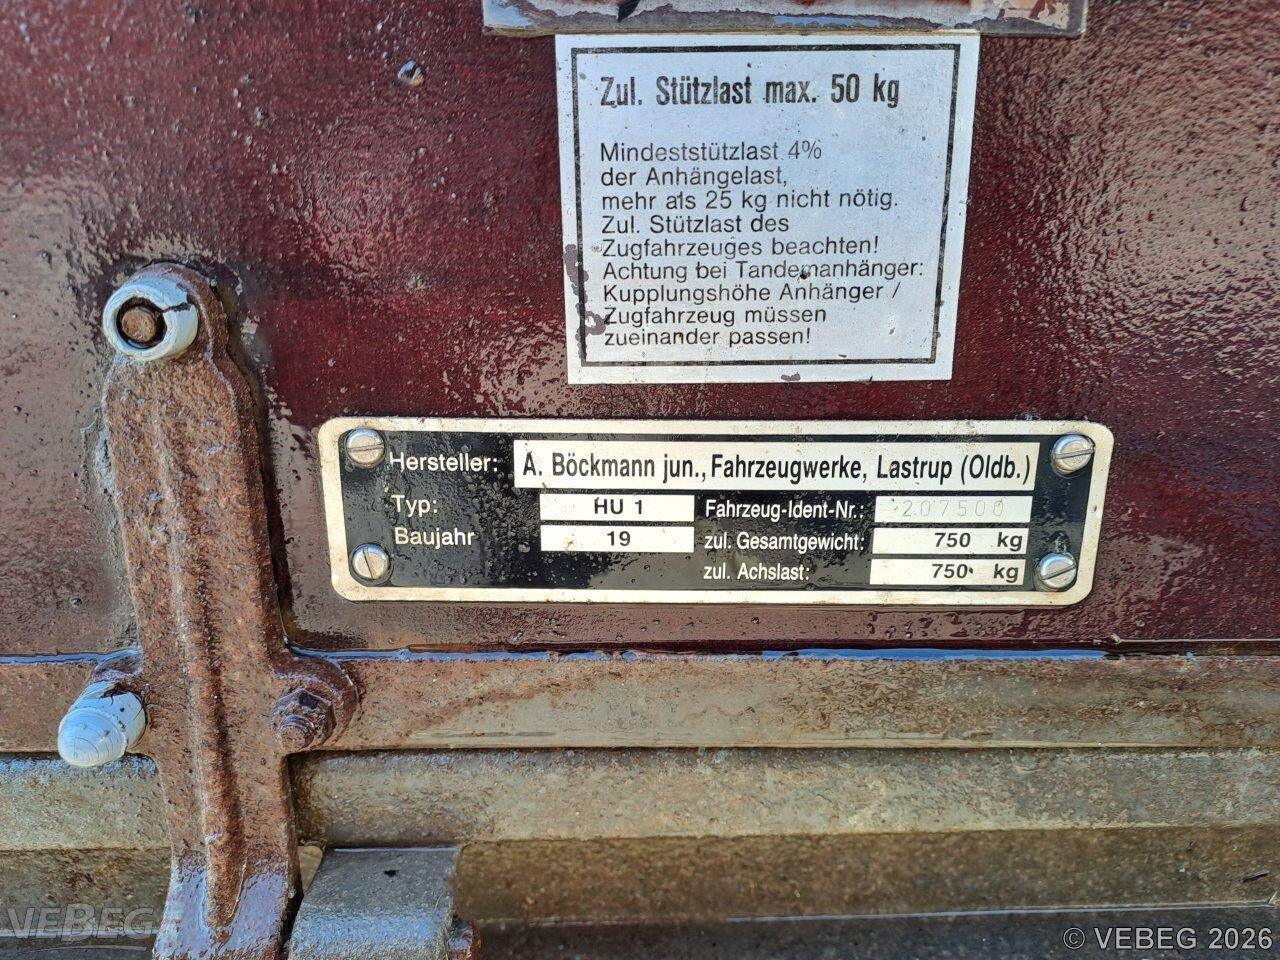 Zul. Stützlast max. 50 kg
Mindeststützlast 4%
der Anhängelast,
mehr als 25 kg nicht nötig.
Zul. Stützlast des
Zugfahrzeuges beachten!
Achtung bei Tandemanhänger:
Kupplungshöhe Anhänger /
Zugfahrzeug müssen
zueinander passen!
Hersteller: A. Böckmann jun., Fahrzeugwerke, Lastrup (Oldb.)
Typ: HU 1 Fahrzeug-Ident-Nr.: 207500
Baujahr 19 zul. Gesamtgewicht: 750 kg
zul. Achslast: 750 kg
VEBEG
© VEBEG 2026